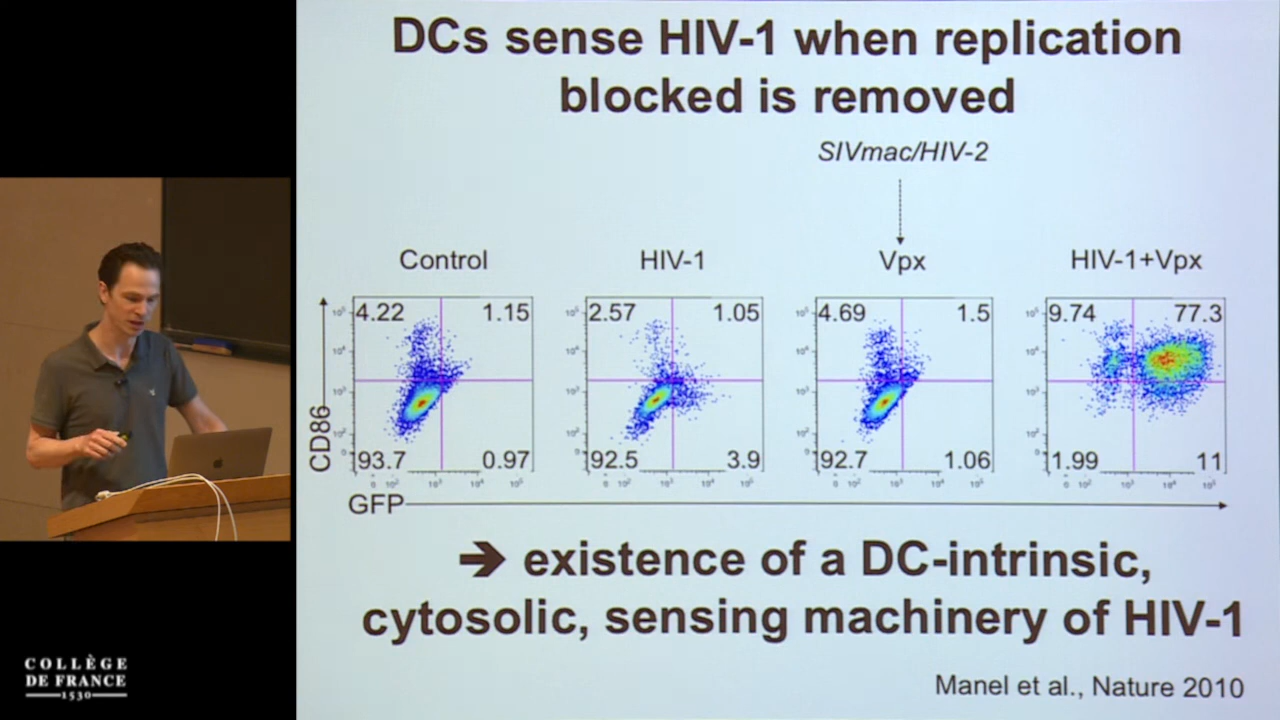 DCs sense HIV-1 when replication
blocked is removed
SIVmac/HIV-2
Control
HIV-1
Vpx
HIV-1+Vpx
4.22 1.15
2.57 1.05
4.69 1.5
9.74 77.3
CD86
93.7 0.97
92.5 3.9
92.7 1.06
1.99 11
GFP
➔ existence of a DC-intrinsic,
cytosolic, sensing machinery of HIV-1
Manel et al., Nature 2010
COLLÈGE
DE FRANCE
1530